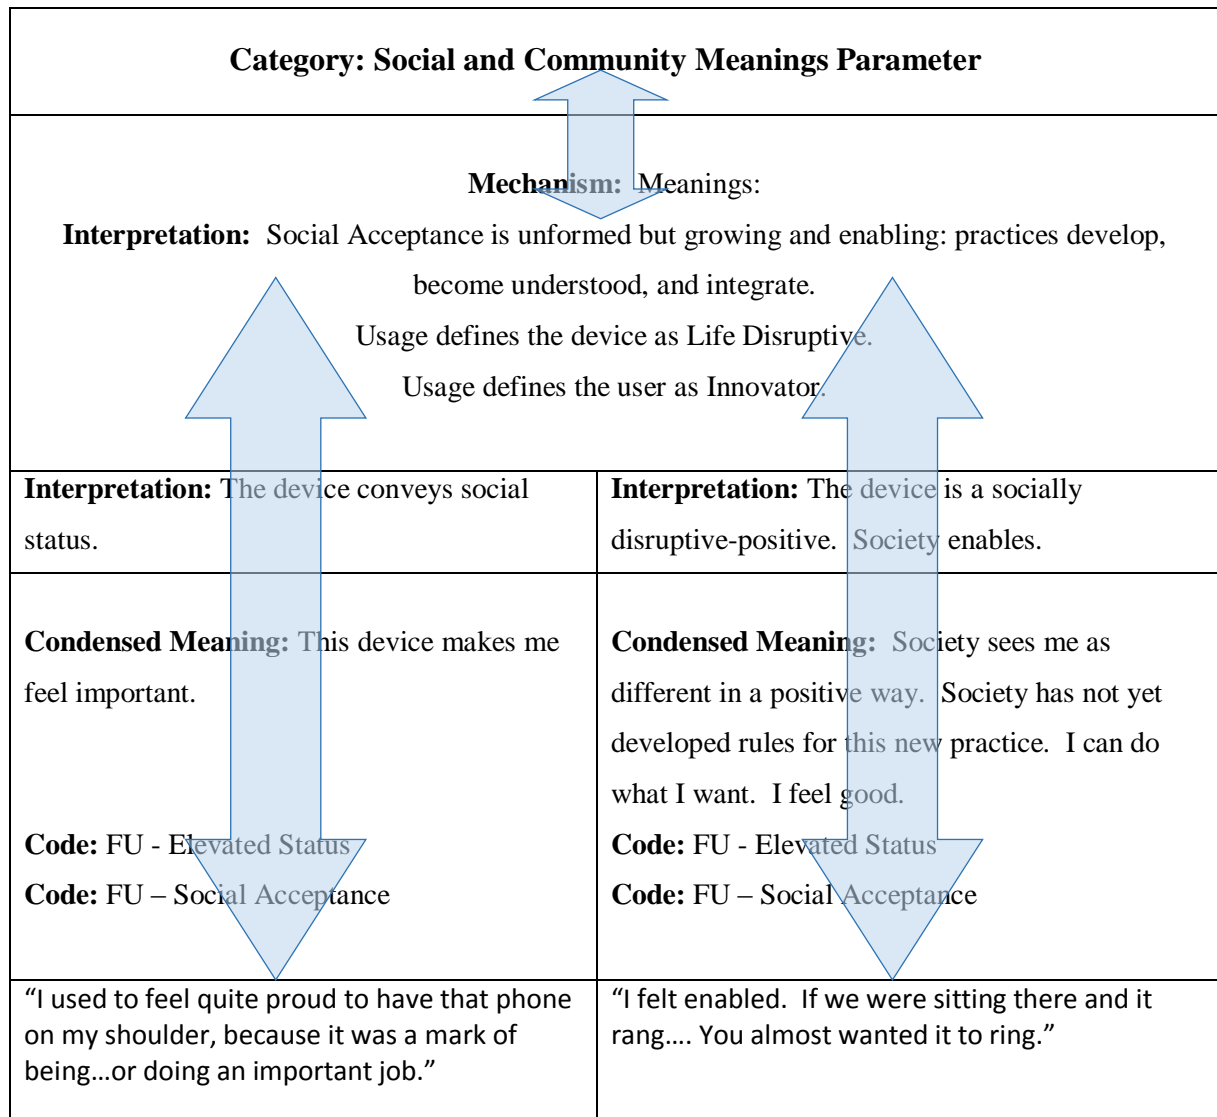 Category: Social and Community Meanings Parameter
Mechanism: Meanings:
Interpretation: Social Acceptance is unformed but growing and enabling: practices develop,
become understood, and integrate.
Usage defines the device as Life Disruptive.
Usage defines the user as Innovator.
Interpretation: The device conveys social
status.
Interpretation: The device is a socially
disruptive-positive. Society enables.
Condensed Meaning: This device makes me
feel important.
Code: FU - Elevated Status
Code: FU – Social Acceptance
Condensed Meaning: Society sees me as
different in a positive way. Society has not yet
developed rules for this new practice. I can do
what I want. I feel good.
Code: FU - Elevated Status
Code: FU – Social Acceptance
“I used to feel quite proud to have that phone
on my shoulder, because it was a mark of
being…or doing an important job.”
“I felt enabled. If we were sitting there and it
rang…. You almost wanted it to ring.”